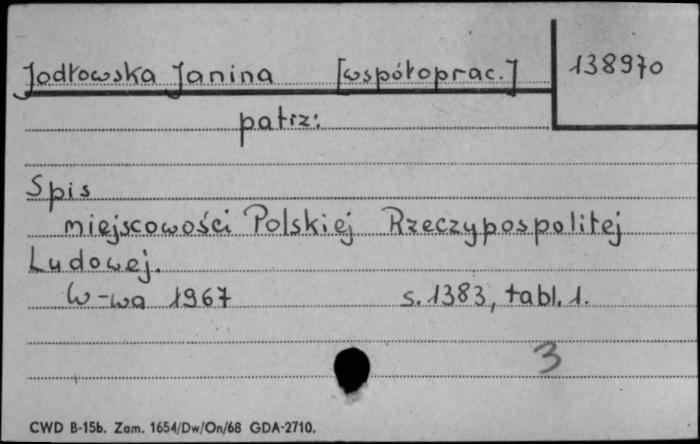 Jodłowska Janina [współoprac.] 138970
patrz:
Spis
miejscowości Polskiej Rzeczypospolitej
Ludowej.
W-wa 1967 s. 1383, tabl. 1.
3
CWD B-15b. Zam. 1654/Dw/On/68 GDA-2710.